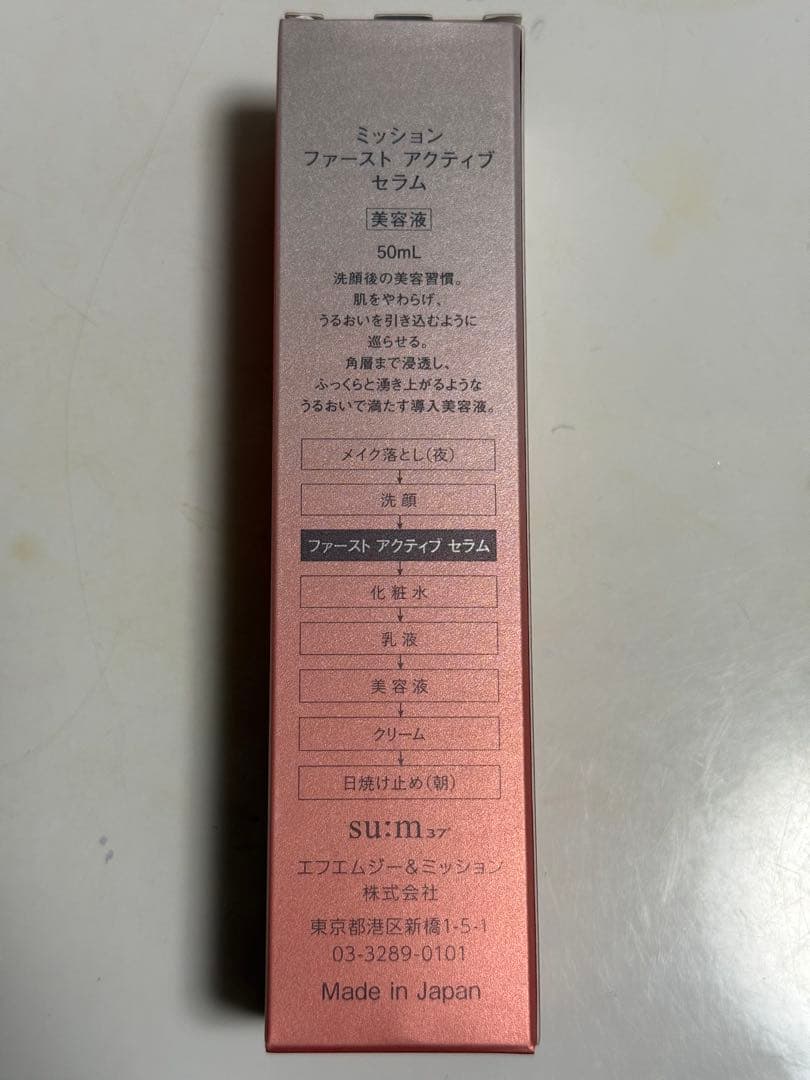 ミッション
ファースト アクティブ
セラム
美容液
50mL
洗顔後の美容習慣。
肌をやわらげ、
うるおいを引き込むように
巡らせる。
角層まで浸透し、
ふっくらと湧き上がるような
うるおいで満たす導入美容液。
メイク落とし(夜)
洗顔
ファースト アクティブ セラム
化粧水
乳液
美容液
クリーム
日焼け止め(朝)
su:m37°
エフエムジー&ミッション
株式会社
東京都港区新橋1-5-1
03-3289-0101
Made in Japan